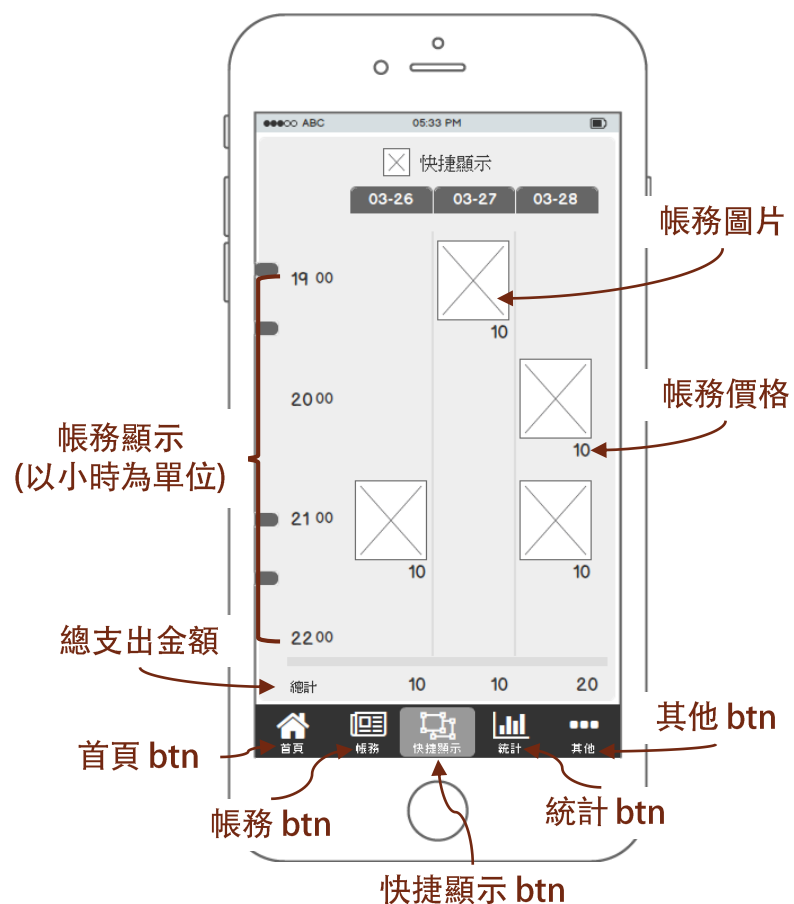 ABC 05:33 PM
快捷顯示
03-26 03-27 03-28
帳務圖片
19 00
10
帳務價格
20 00
10
帳務顯示
(以小時為單位)
21 00
10 10
22 00
總支出金額
總計 10 10 20
首頁 帳務 快捷顯示 統計 其他
其他 btn
首頁 btn
帳務 btn
統計 btn
快捷顯示 btn